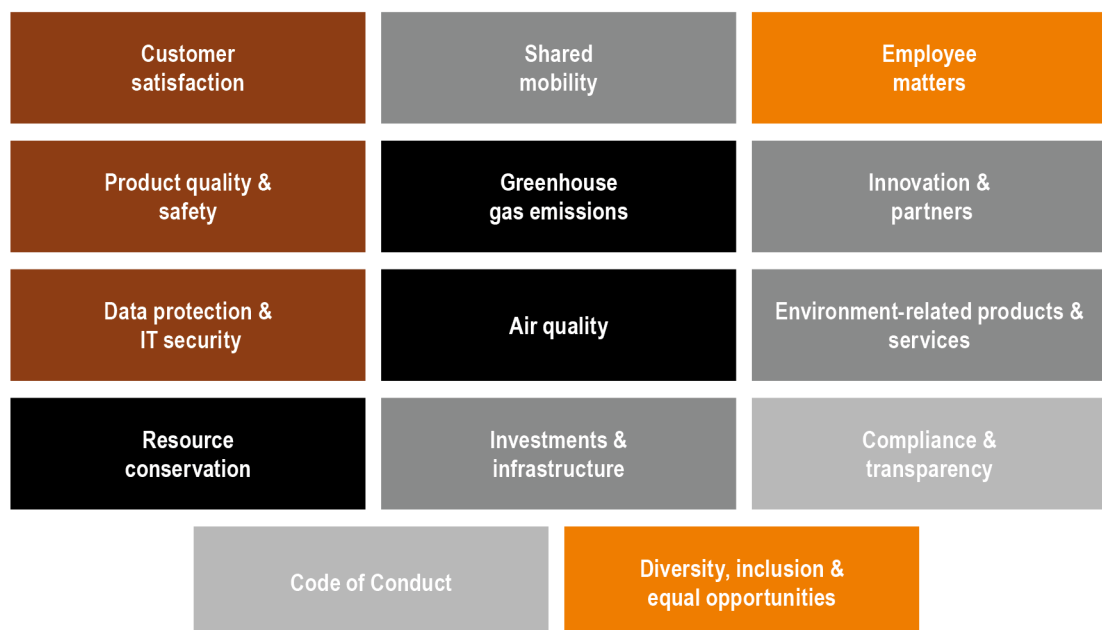 Customer
satisfaction
Shared
mobility
Employee
matters
Product quality &
safety
Greenhouse
gas emissions
Innovation &
partners
Data protection &
IT security
Air quality
Environment-related products &
services
Resource
conservation
Investments &
infrastructure
Compliance &
transparency
Code of Conduct
Diversity, inclusion &
equal opportunities